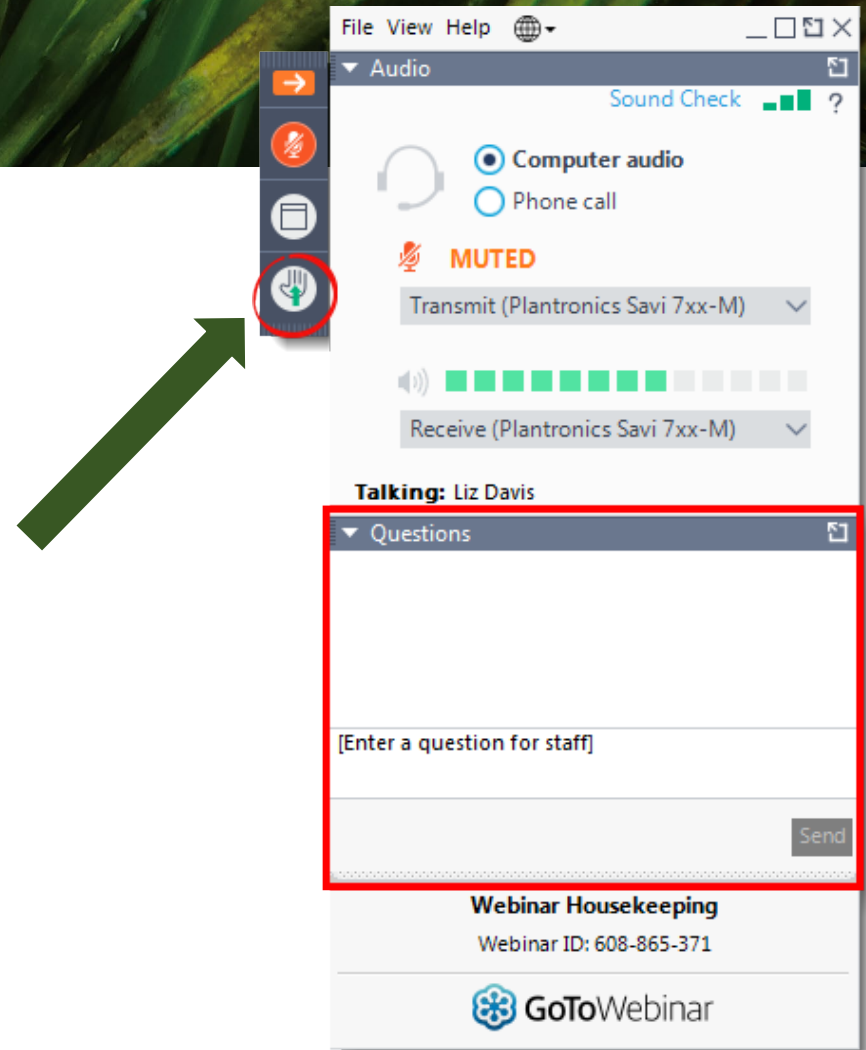 File View Help
Audio
Sound Check ?
Computer audio
Phone call
MUTED
Transmit (Plantronics Savi 7xx-M)
Receive (Plantronics Savi 7xx-M)
Talking: Liz Davis
Questions
[Enter a question for staff]
Send
Webinar Housekeeping
Webinar ID: 608-865-371
GoToWebinar